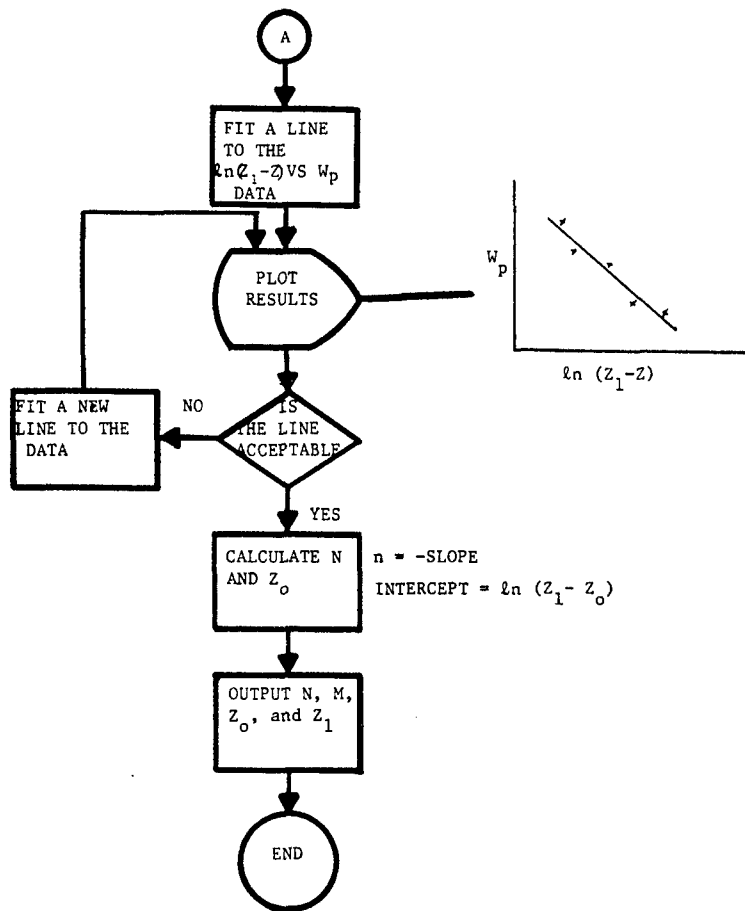 A
FIT A LINE
TO THE
ℓn(Z₁-Z) VS Wp
DATA
PLOT
RESULTS
Wp
ℓn (Z₁-Z)
FIT A NEW
LINE TO THE
DATA
NO
IS
THE LINE
ACCEPTABLE
YES
CALCULATE N
AND Zo
n = -SLOPE
INTERCEPT = ℓn (Z₁- Zo)
OUTPUT N, M,
Zo, and Z₁
END